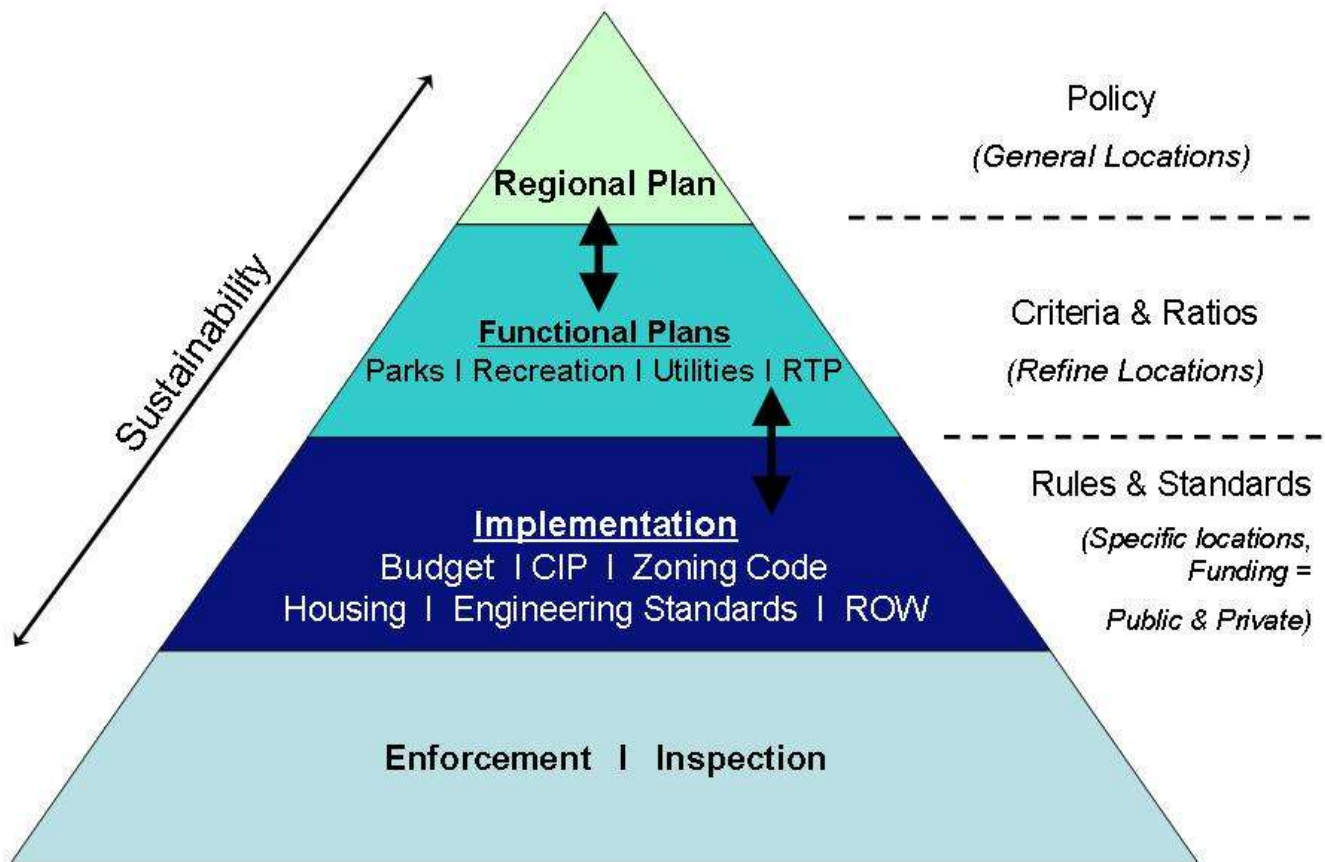 Policy
(General Locations)
Regional Plan
Sustainability
Criteria & Ratios
(Refine Locations)
Functional Plans
Parks I Recreation I Utilities I RTP
Rules & Standards
(Specific locations,
Funding =
Public & Private)
Implementation
Budget I CIP I Zoning Code
Housing I Engineering Standards I ROW
Enforcement I Inspection